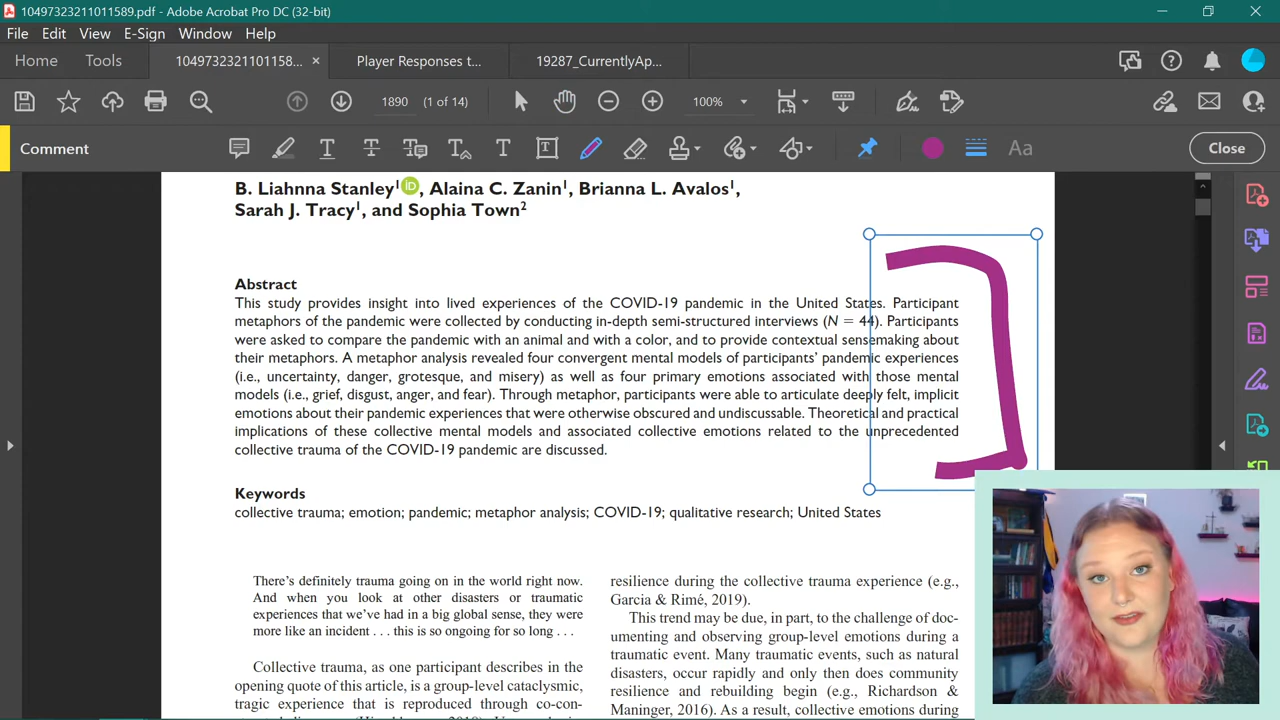 10497323211011589.pdf - Adobe Acrobat Pro DC (32-bit)
File Edit View E-Sign Window Help
Home Tools 1049732321101158... × Player Responses t... 19287_CurrentlyAp...
1890 (1 of 14) 100%
Comment Aa Close
B. Liahnna Stanley1 iD, Alaina C. Zanin1, Brianna L. Avalos1,
Sarah J. Tracy1, and Sophia Town2
Abstract
This study provides insight into lived experiences of the COVID-19 pandemic in the United States. Participant
metaphors of the pandemic were collected by conducting in-depth semi-structured interviews (N = 44). Participants
were asked to compare the pandemic with an animal and with a color, and to provide contextual sensemaking about
their metaphors. A metaphor analysis revealed four convergent mental models of participants’ pandemic experiences
(i.e., uncertainty, danger, grotesque, and misery) as well as four primary emotions associated with those mental
models (i.e., grief, disgust, anger, and fear). Through metaphor, participants were able to articulate deeply felt, implicit
emotions about their pandemic experiences that were otherwise obscured and undiscussable. Theoretical and practical
implications of these collective mental models and associated collective emotions related to the unprecedented
collective trauma of the COVID-19 pandemic are discussed.
Keywords
collective trauma; emotion; pandemic; metaphor analysis; COVID-19; qualitative research; United States
There’s definitely trauma going on in the world right now.
And when you look at other disasters or traumatic
experiences that we’ve had in a big global sense, they were
more like an incident . . . this is so ongoing for so long . . .
Collective trauma, as one participant describes in the
opening quote of this article, is a group-level cataclysmic,
tragic experience that is reproduced through co-con-
resilience during the collective trauma experience (e.g.,
Garcia & Rimé, 2019).
This trend may be due, in part, to the challenge of doc-
umenting and observing group-level emotions during a
traumatic event. Many traumatic events, such as natural
disasters, occur rapidly and only then does community
resilience and rebuilding begin (e.g., Richardson &
Maninger, 2016). As a result, collective emotions during